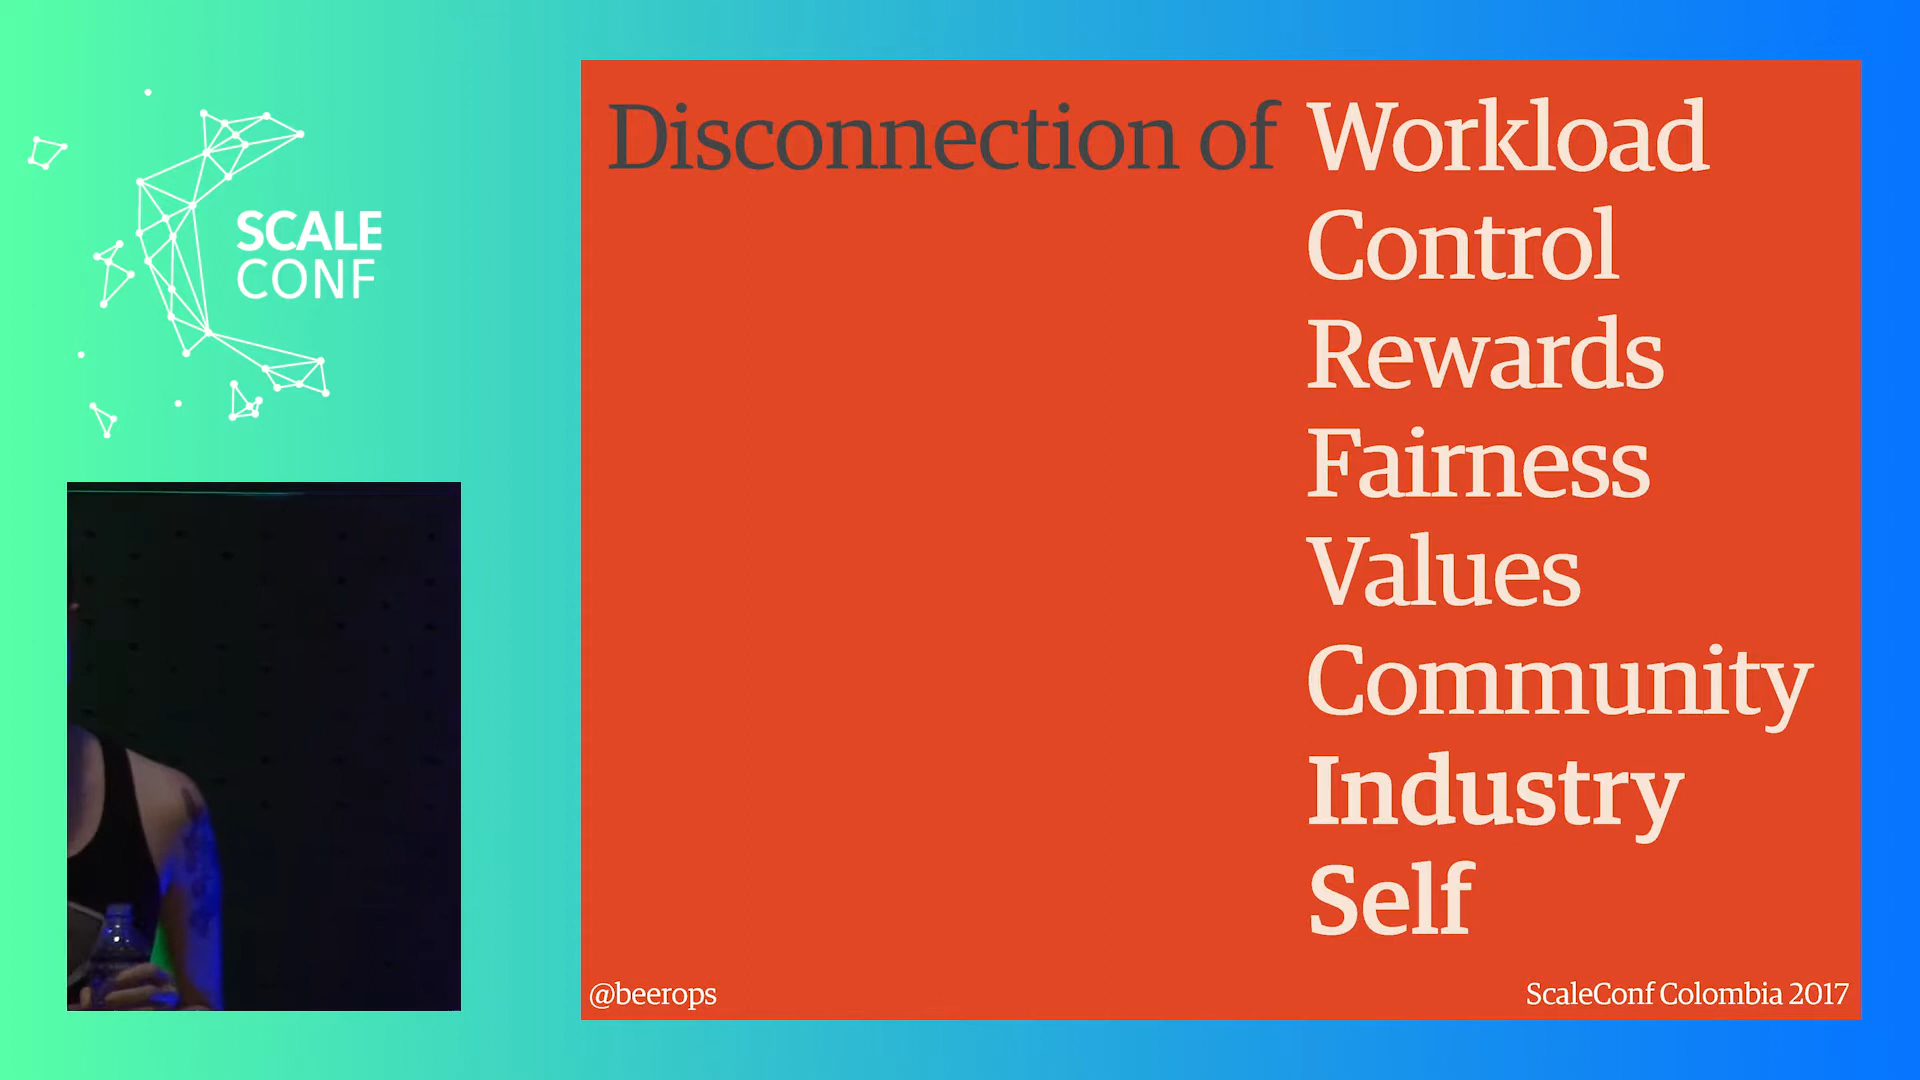 SCALE
CONF
Disconnection of Workload
Control
Rewards
Fairness
Values
Community
Industry
Self
@beerops
ScaleConf Colombia 2017